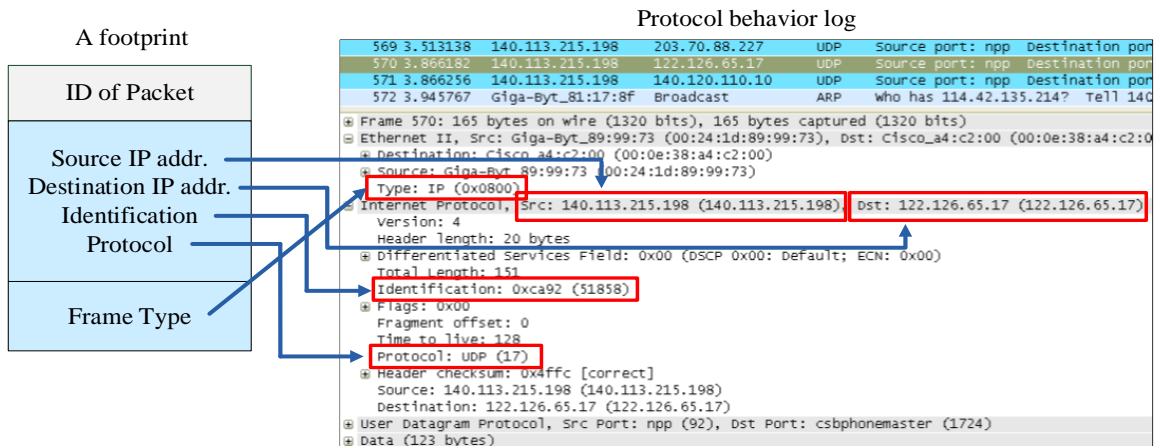 Protocol behavior log
A footprint
ID of Packet
Source IP addr.
Destination IP addr.
Identification
Protocol
Frame Type
569 3.513138 140.113.215.198 203.70.88.227 UDP Source port: npp Destination por
570 3.866182 140.113.215.198 122.126.65.17 UDP Source port: npp Destination por
571 3.866256 140.113.215.198 140.120.110.10 UDP Source port: npp Destination por
572 3.945767 Giga-Byt_81:17:8f Broadcast ARP who has 114.42.135.214? Tell 140
Frame 570: 165 bytes on wire (1320 bits), 165 bytes captured (1320 bits)
Ethernet II, Src: Giga-Byt_89:99:73 (00:24:1d:89:99:73), Dst: Cisco_a4:c2:00 (00:0e:38:a4:c2:0
Destination: Cisco_a4:c2:00 (00:0e:38:a4:c2:00)
Source: Giga-Byt_89:99:73 (00:24:1d:89:99:73)
Type: IP (0x0800)
Internet Protocol, Src: 140.113.215.198 (140.113.215.198), Dst: 122.126.65.17 (122.126.65.17)
Version: 4
Header length: 20 bytes
Differentiated Services Field: 0x00 (DSCP 0x00: Default; ECN: 0x00)
Total Length: 151
Identification: 0xca92 (51858)
Flags: 0x00
Fragment offset: 0
Time to live: 128
Protocol: UDP (17)
Header checksum: 0x4ffc [correct]
Source: 140.113.215.198 (140.113.215.198)
Destination: 122.126.65.17 (122.126.65.17)
User Datagram Protocol, Src Port: npp (92), Dst Port: csbphonemaster (1724)
Data (123 bytes)